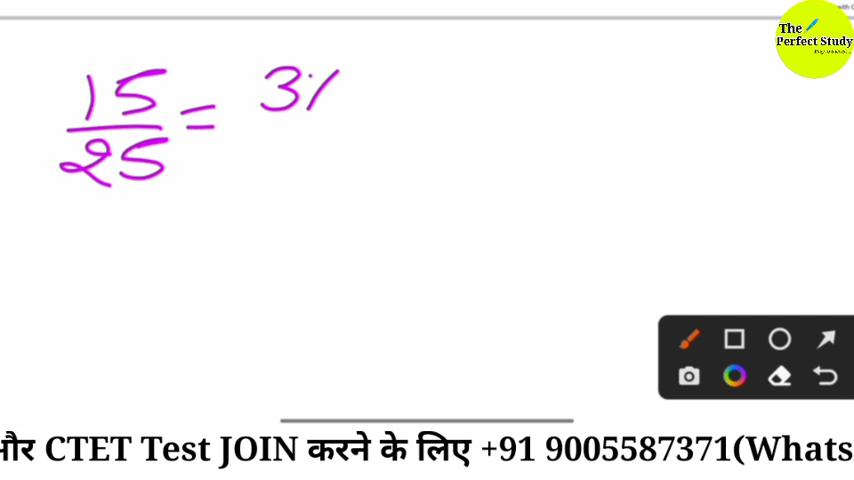 The
Perfect Study
15
— = 3%
25
और CTET Test JOIN करने के लिए +91 9005587371(Whats